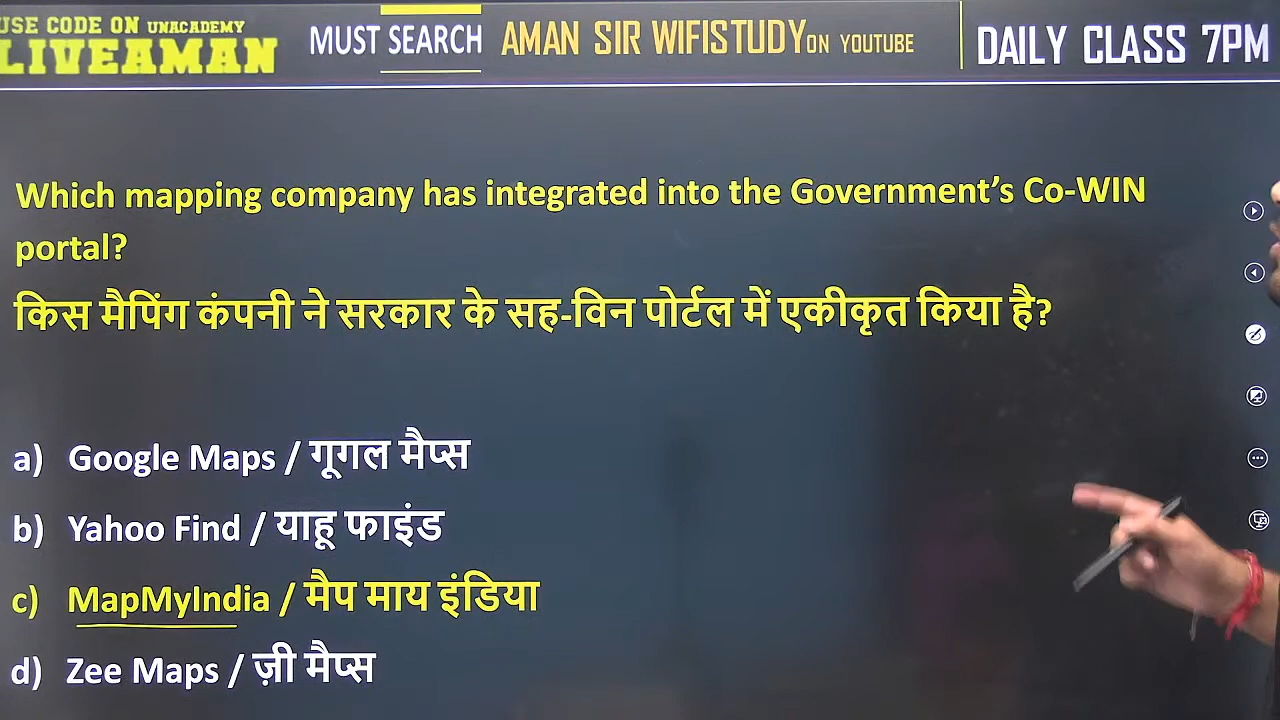 USE CODE ON UNACADEMY
LIVEAMAN
MUST SEARCH
AMAN SIR WIFISTUDY ON YOUTUBE
DAILY CLASS 7PM
Which mapping company has integrated into the Government’s Co-WIN
portal?
किस मैपिंग कंपनी ने सरकार के सह-विन पोर्टल में एकीकृत किया है?
a) Google Maps / गूगल मैप्स
b) Yahoo Find / याहू फाइंड
c) MapMyIndia / मैप माय इंडिया
d) Zee Maps / ज़ी मैप्स